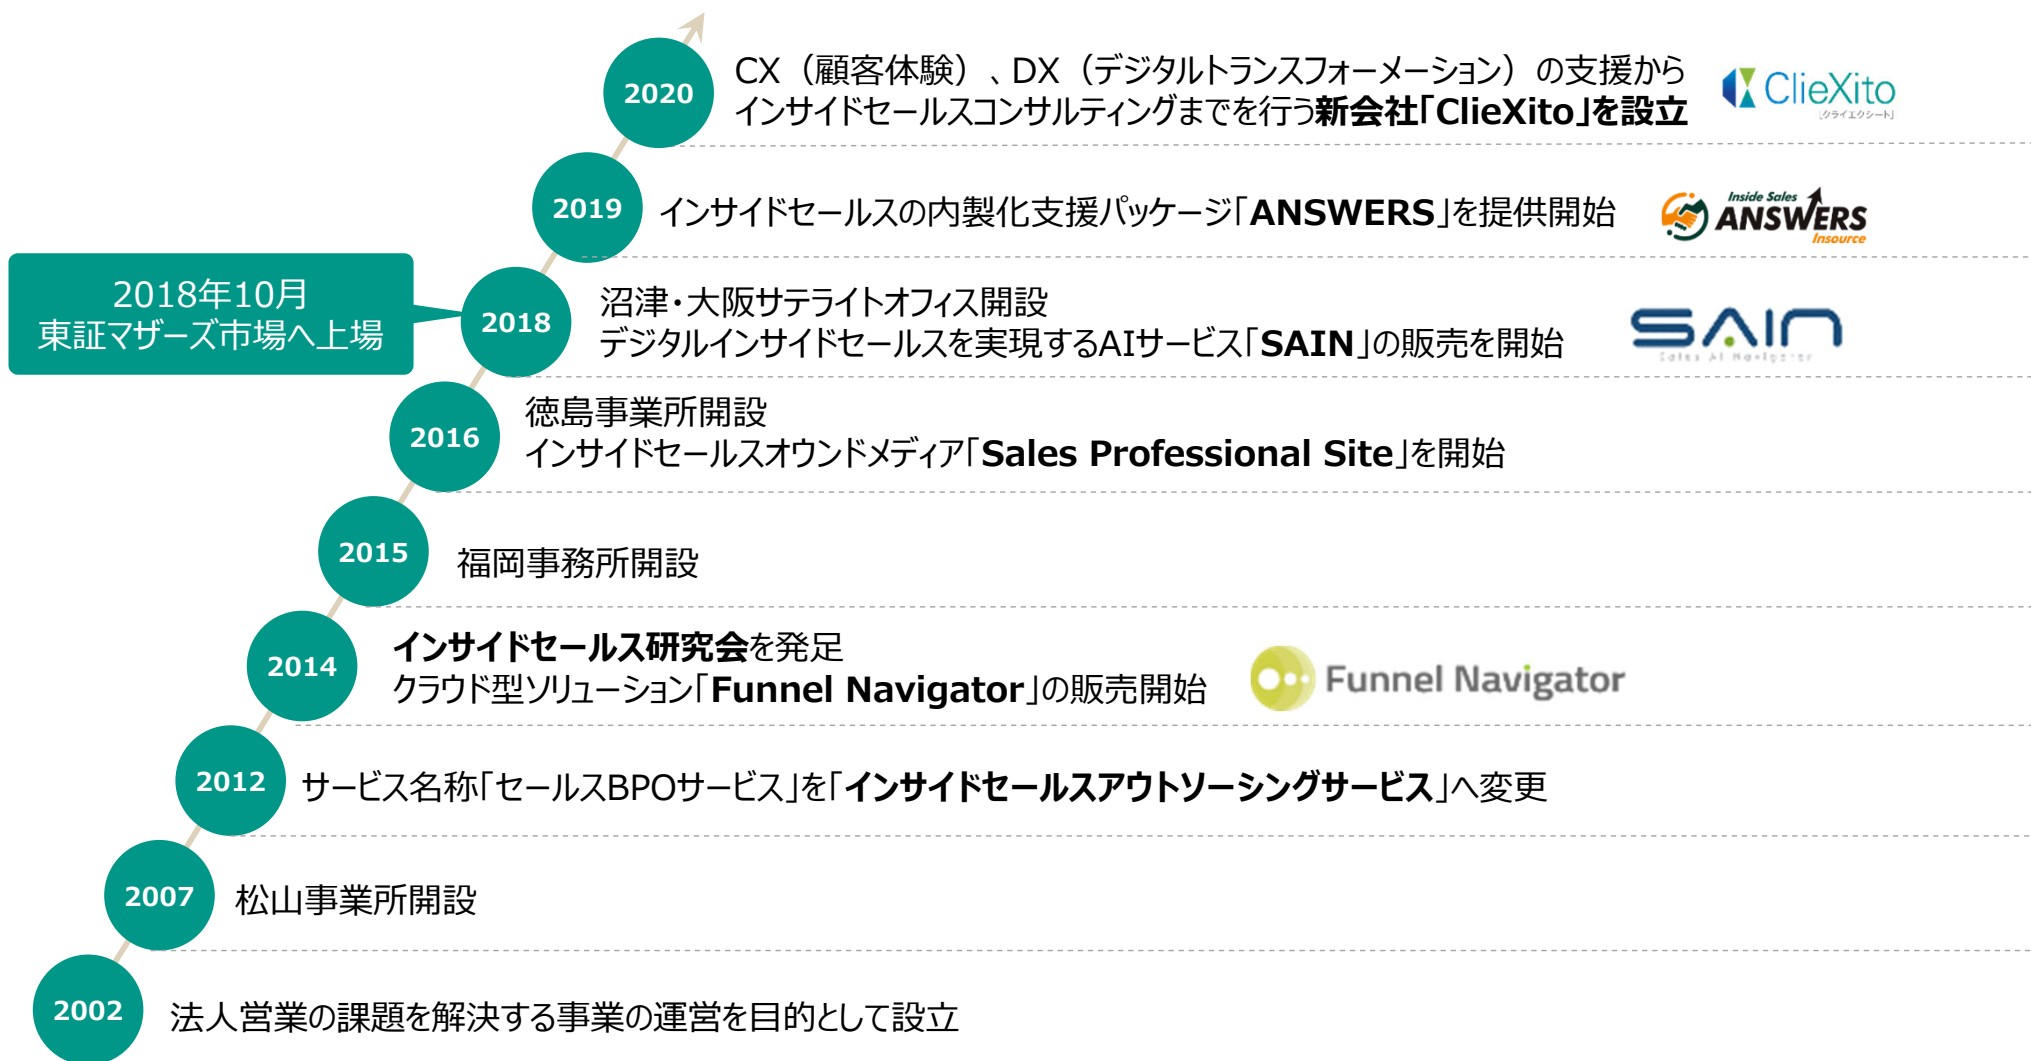 2020
CX（顧客体験）、DX（デジタルトランスフォーメーション）の支援から
インサイドセールスコンサルティングまでを行う新会社｢ClieXito｣を設立
ClieXito
［クライエクシート］
2019
インサイドセールスの内製化支援パッケージ｢ANSWERS｣を提供開始
Inside Sales
ANSWERS
Insource
2018年10月
東証マザーズ市場へ上場
2018
沼津･大阪サテライトオフィス開設
デジタルインサイドセールスを実現するAIサービス｢SAIN｣の販売を開始
SAIN
Sales AI Navigator
2016
徳島事業所開設
インサイドセールスオウンドメディア｢Sales Professional Site｣を開始
2015
福岡事務所開設
2014
インサイドセールス研究会を発足
クラウド型ソリューション｢Funnel Navigator｣の販売開始
Funnel Navigator
2012
サービス名称｢セールスBPOサービス｣を｢インサイドセールスアウトソーシングサービス｣へ変更
2007
松山事業所開設
2002
法人営業の課題を解決する事業の運営を目的として設立